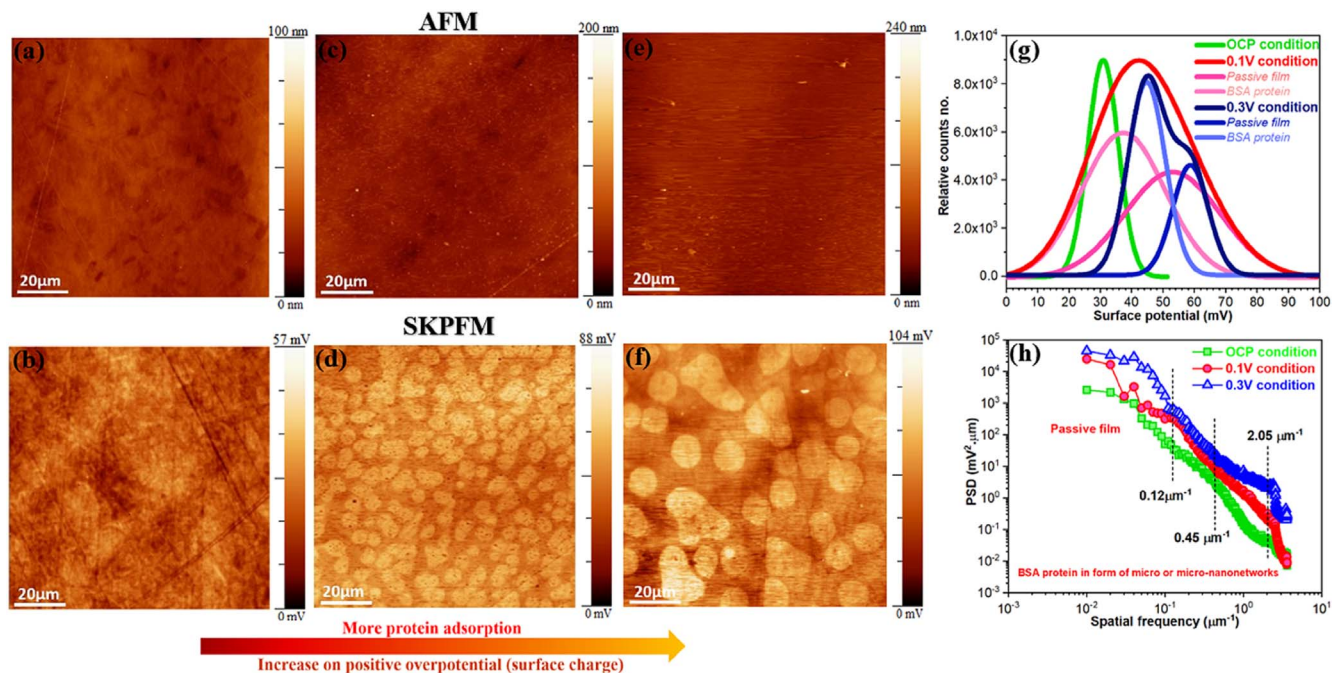 AFM
(a)
100 nm
0 nm
20μm
(c)
200 nm
0 nm
20μm
(e)
240 nm
0 nm
20μm
SKPFM
(b)
57 mV
0 mV
20μm
(d)
88 mV
0 mV
20μm
(f)
104 mV
0 mV
20μm
More protein adsorption
Increase on positive overpotential (surface charge)
(g)
OCP condition
0.1V condition
Passive film
BSA protein
0.3V condition
Passive film
BSA protein
Relative counts no.
1.0x10⁴
8.0x10³
6.0x10³
4.0x10³
2.0x10³
0.0
0 10 20 30 40 50 60 70 80 90 100
Surface potential (mV)
(h)
OCP condition
0.1V condition
0.3V condition
PSD (mV².μm)
10⁵
10⁴
10³
10²
10¹
10⁰
10⁻¹
10⁻²
10⁻³
Passive film
0.12μm⁻¹
0.45 μm⁻¹
2.05 μm⁻¹
BSA protein in form of micro or micro-nanonetworks
10⁻³ 10⁻² 10⁻¹ 10⁰ 10¹
Spatial frequency (μm⁻¹)